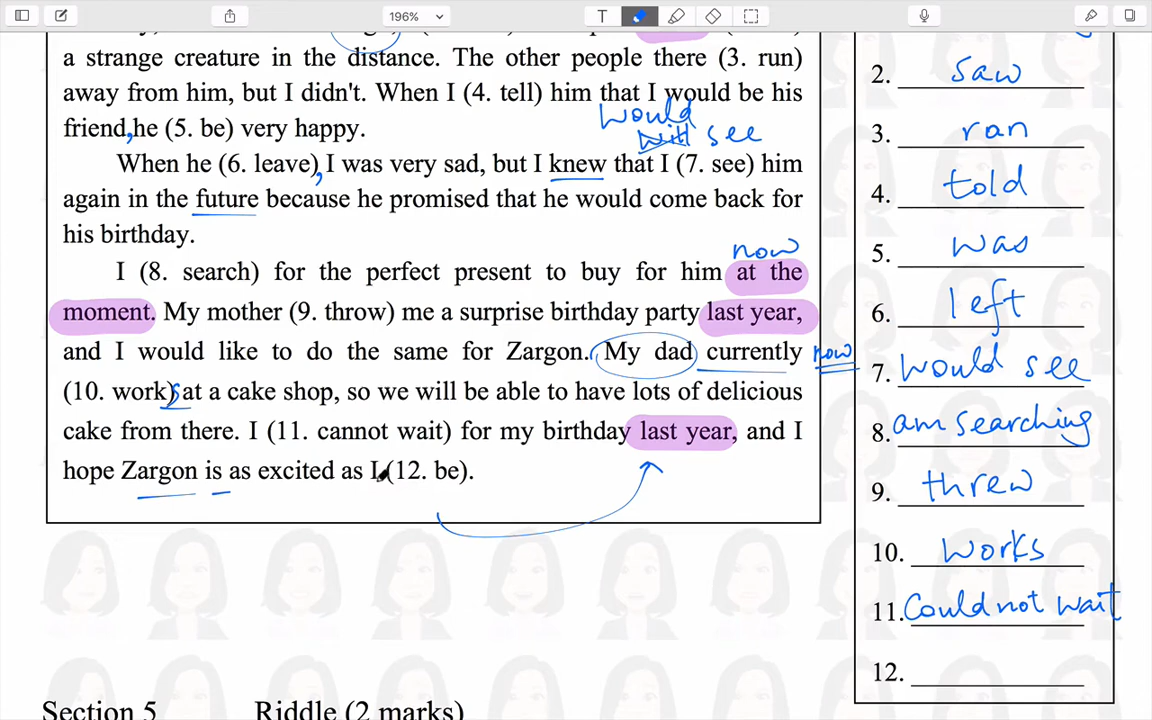 196%
T
a strange creature in the distance. The other people there (3. run)
away from him, but I didn't. When I (4. tell) him that I would be his
would
will see
friend, he (5. be) very happy.
When he (6. leave), I was very sad, but I knew that I (7. see) him
again in the future because he promised that he would come back for
his birthday.
now
I (8. search) for the perfect present to buy for him at the
moment. My mother (9. throw) me a surprise birthday party last year,
and I would like to do the same for Zargon. My dad currently now
(10. work)s at a cake shop, so we will be able to have lots of delicious
cake from there. I (11. cannot wait) for my birthday last year, and I
hope Zargon is as excited as I (12. be).
2. saw
3. ran
4. told
5. was
6. left
7. would see
8. am searching
9. threw
10. works
11. Could not wait
12.
Section 5 Riddle (2 marks)